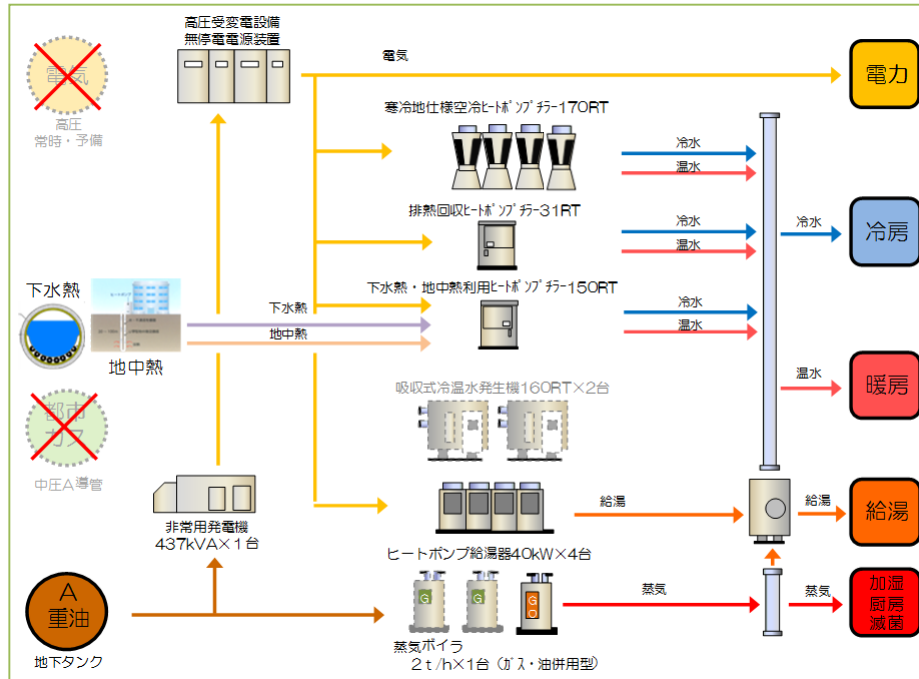 高圧受変電設備
無停電電源装置
電気
電気
電力
高圧
常時・予備
寒冷地仕様空冷ﾋｰﾄﾎﾟﾝﾌﾟﾁﾗｰ170RT
冷水
温水
排熱回収ﾋｰﾄﾎﾟﾝﾌﾟﾁﾗｰ31RT
冷水
温水
冷水
冷房
下水熱
地中熱
下水熱・地中熱利用ﾋｰﾄﾎﾟﾝﾌﾟﾁﾗｰ150RT
下水熱
地中熱
冷水
温水
温水
暖房
吸収式冷温水発生機160RT×2台
都市
ガス
中圧A導管
非常用発電機
437kVA×1台
給湯
給湯
給湯
ヒートポンプ給湯器40kW×4台
A
重油
地下タンク
G
G
G
O
蒸気
蒸気
加湿
厨房
滅菌
蒸気ボイラ
2ｔ/h×1台（ｶﾞｽ・油併用型）